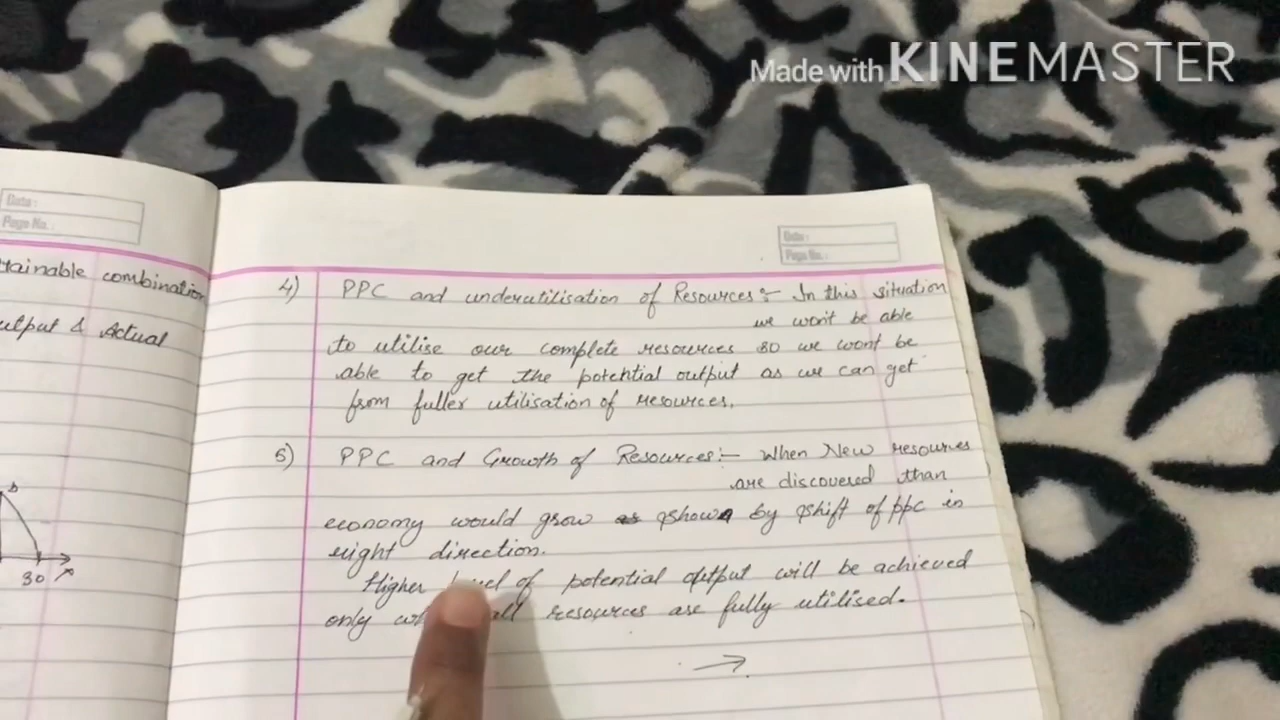 Made with KINEMASTER
Date :
Page No. :
tainable combination
utput & Actual
b
30 x
Date :
Page No. :
4) PPC and underutilisation of Resources :- In this situation
we won't be able
to utilise our complete resources so we wont be
able to get the potential output as we can get
from fuller utilisation of resources.
5) PPC and Growth of Resources :- When New resources
are discovered than
economy would grow as shown by shift of ppc in
right direction.
Higher of potential output will be achieved
only all resources are fully utilised.
→